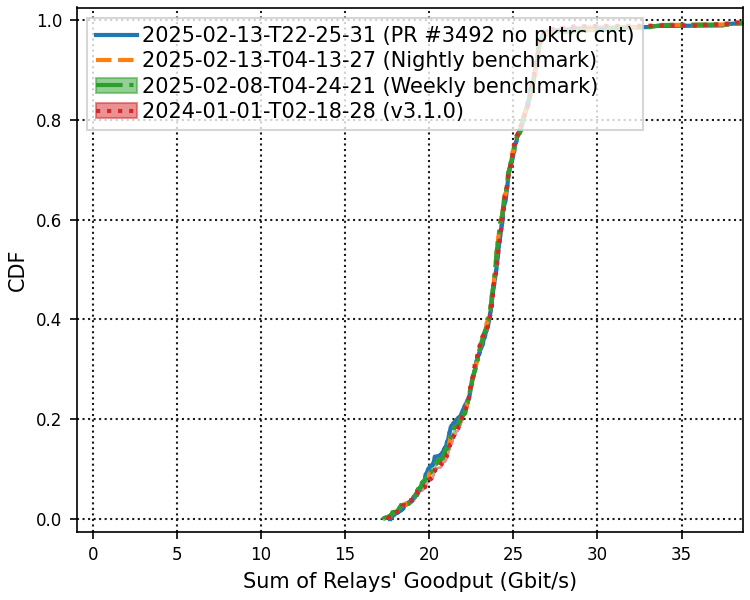 1.0
0.8
0.6
0.4
0.2
0.0
CDF
2025-02-13-T22-25-31 (PR #3492 no pktrc cnt)
2025-02-13-T04-13-27 (Nightly benchmark)
2025-02-08-T04-24-21 (Weekly benchmark)
2024-01-01-T02-18-28 (v3.1.0)
0 5 10 15 20 25 30 35
Sum of Relays' Goodput (Gbit/s)